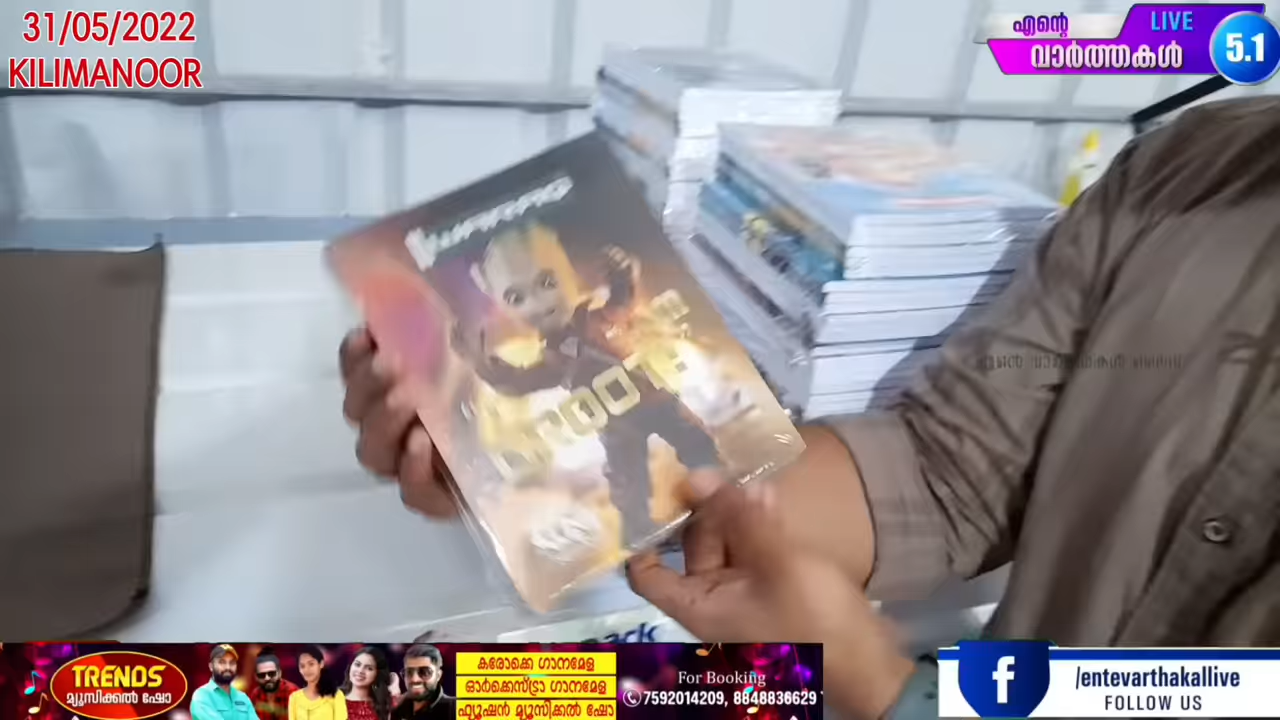 31/05/2022
KILIMANOOR
എന്റെ
LIVE
വാർത്തകൾ
5.1
TRENDS
മ്യൂസിക്കൽ ഷോ
കരോക്കെ ഗാനമേള
ഓർക്കെസ്ട്രാ ഗാനമേള
ഫ്യൂഷൻ മ്യൂസിക്കൽ ഷോ
For Booking
7592014209, 8848836629
f
/entevarthakallive
FOLLOW US